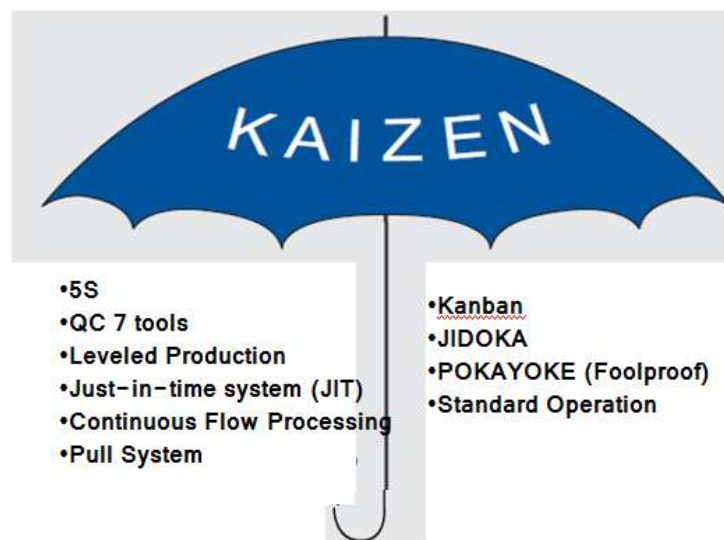 KAIZEN
•5S
•QC 7 tools
•Leveled Production
•Just-in-time system (JIT)
•Continuous Flow Processing
•Pull System
•Kanban
•JIDOKA
•POKAYOKE (Foolproof)
•Standard Operation